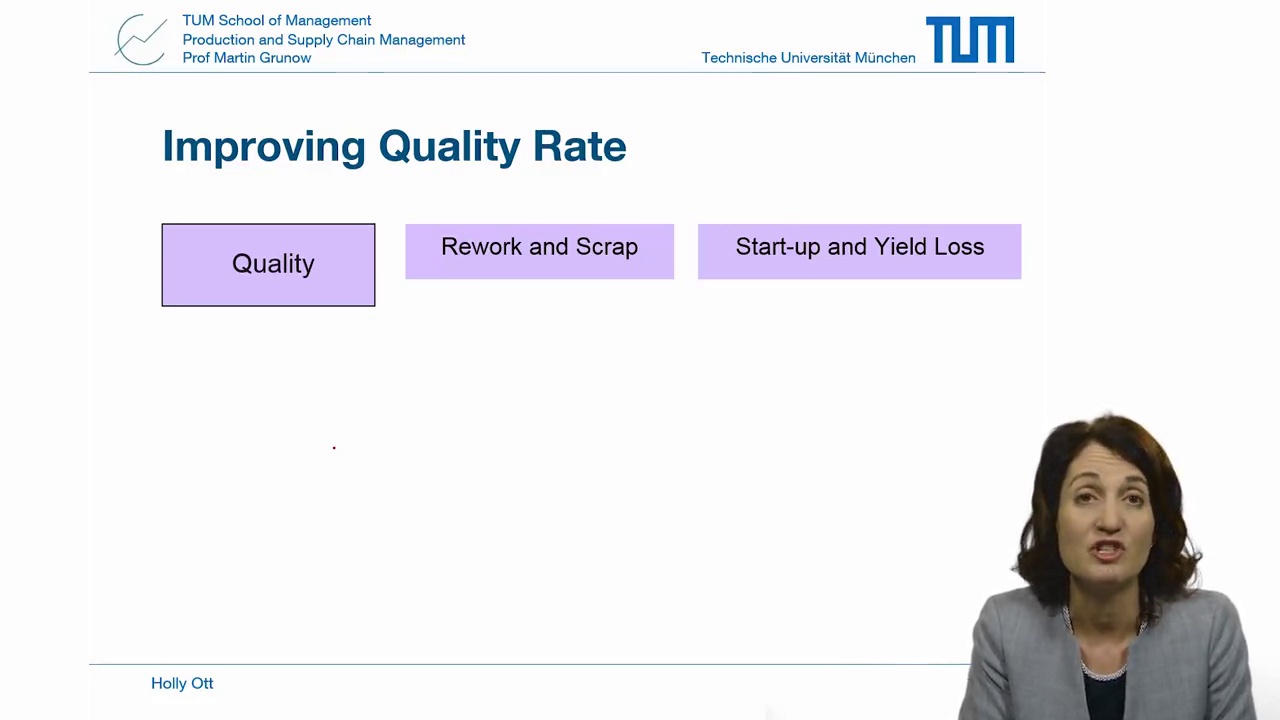 TUM School of Management
Production and Supply Chain Management
Prof Martin Grunow
Technische Universität München
TUM
Improving Quality Rate
Quality
Rework and Scrap
Start-up and Yield Loss
Holly Ott